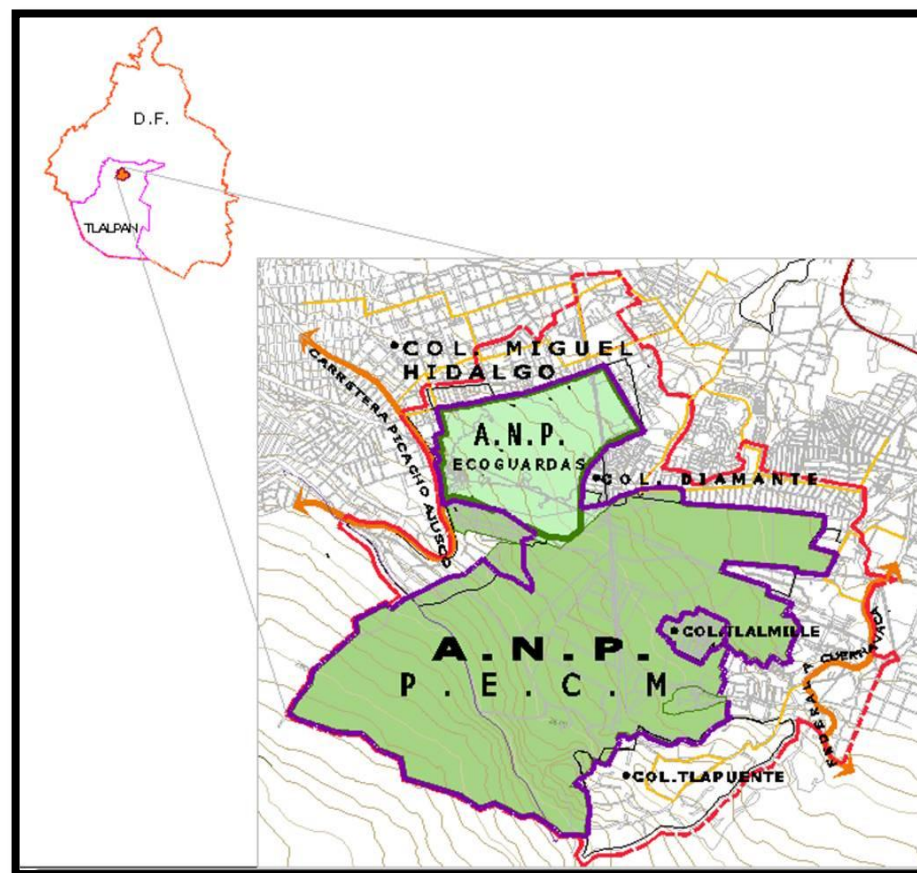 D.F.
TLALPAN
COL. MIGUEL
HIDALGO
CARRETERA PICACHO AJUSCO
A.N.P.
ECOGUARDAS
COL. DIAMANTE
COL. TLALMILLE
A.N.P.
P.E.C.M
FEDERAL A CUERNAVACA
COL. TLAPUENTE